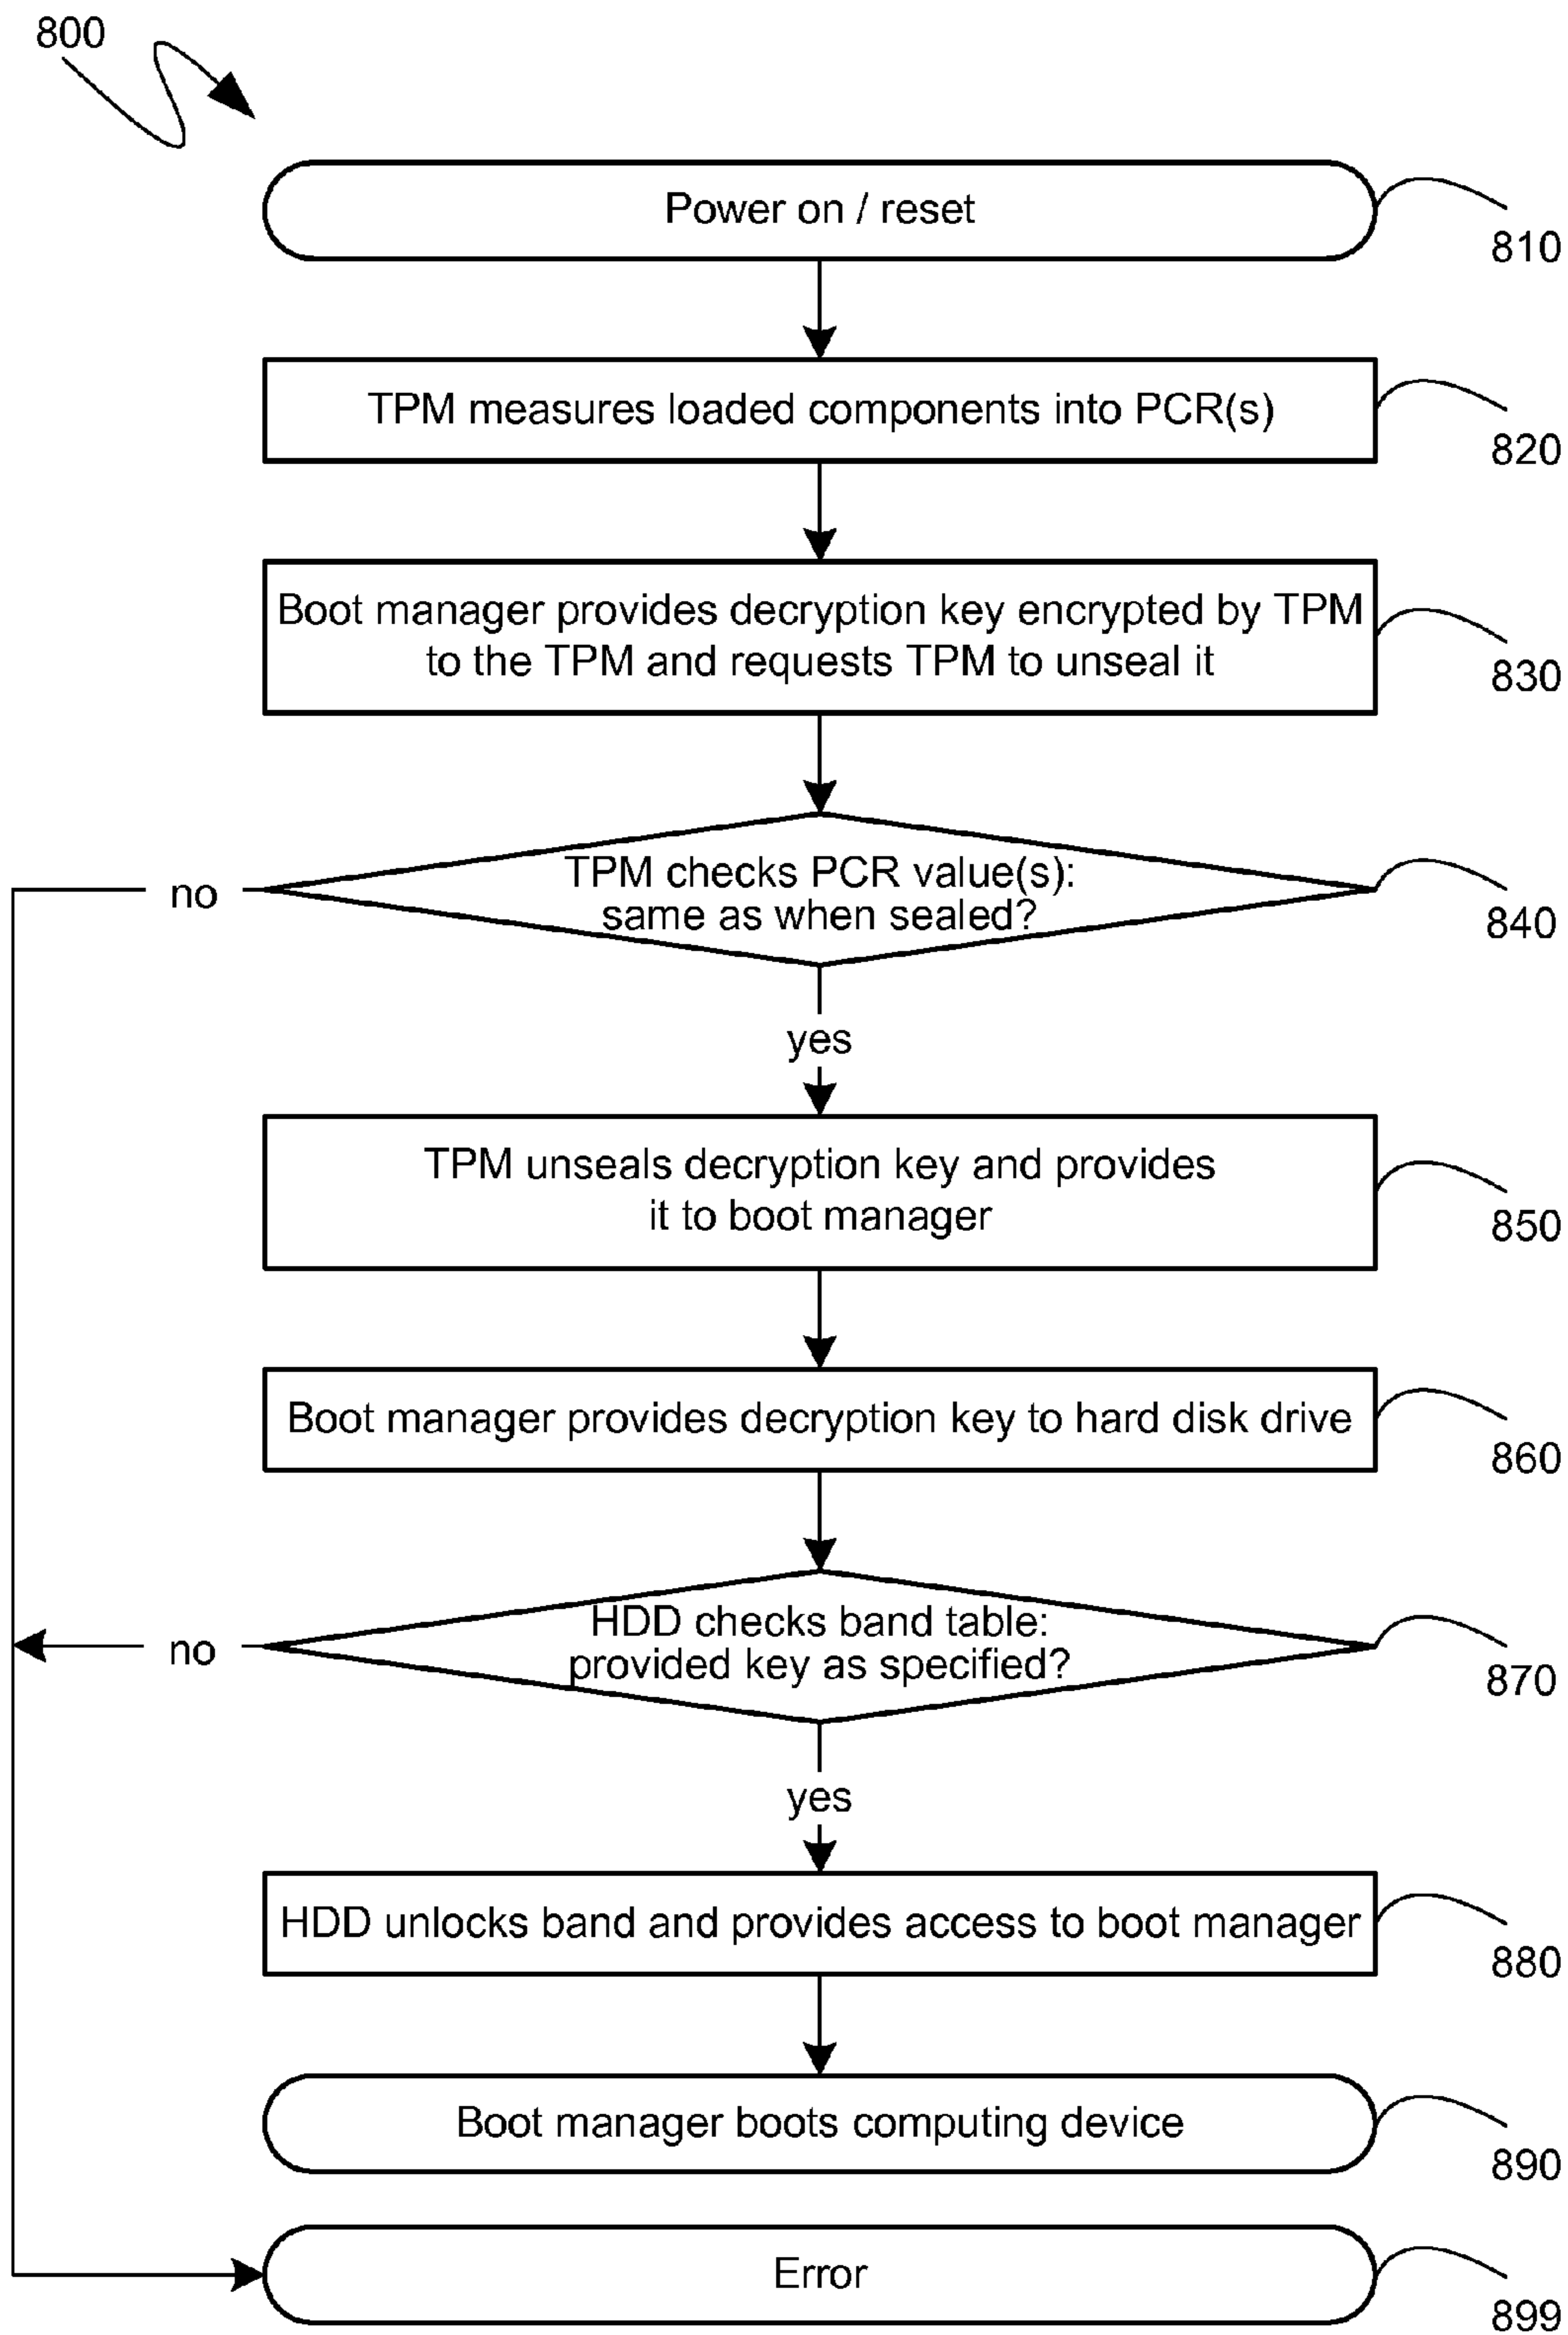 800
Power on / reset
810
TPM measures loaded components into PCR(s)
820
Boot manager provides decryption key encrypted by TPM
to the TPM and requests TPM to unseal it
830
TPM checks PCR value(s):
same as when sealed?
no
840
yes
TPM unseals decryption key and provides
it to boot manager
850
Boot manager provides decryption key to hard disk drive
860
HDD checks band table:
provided key as specified?
no
870
yes
HDD unlocks band and provides access to boot manager
880
Boot manager boots computing device
890
Error
899